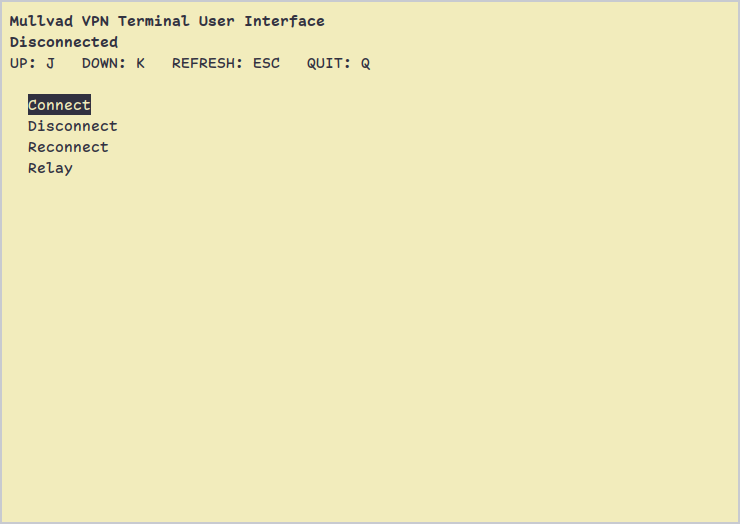 Mullvad VPN Terminal User Interface
Disconnected
UP: J   DOWN: K   REFRESH: ESC   QUIT: Q
Connect
Disconnect
Reconnect
Relay